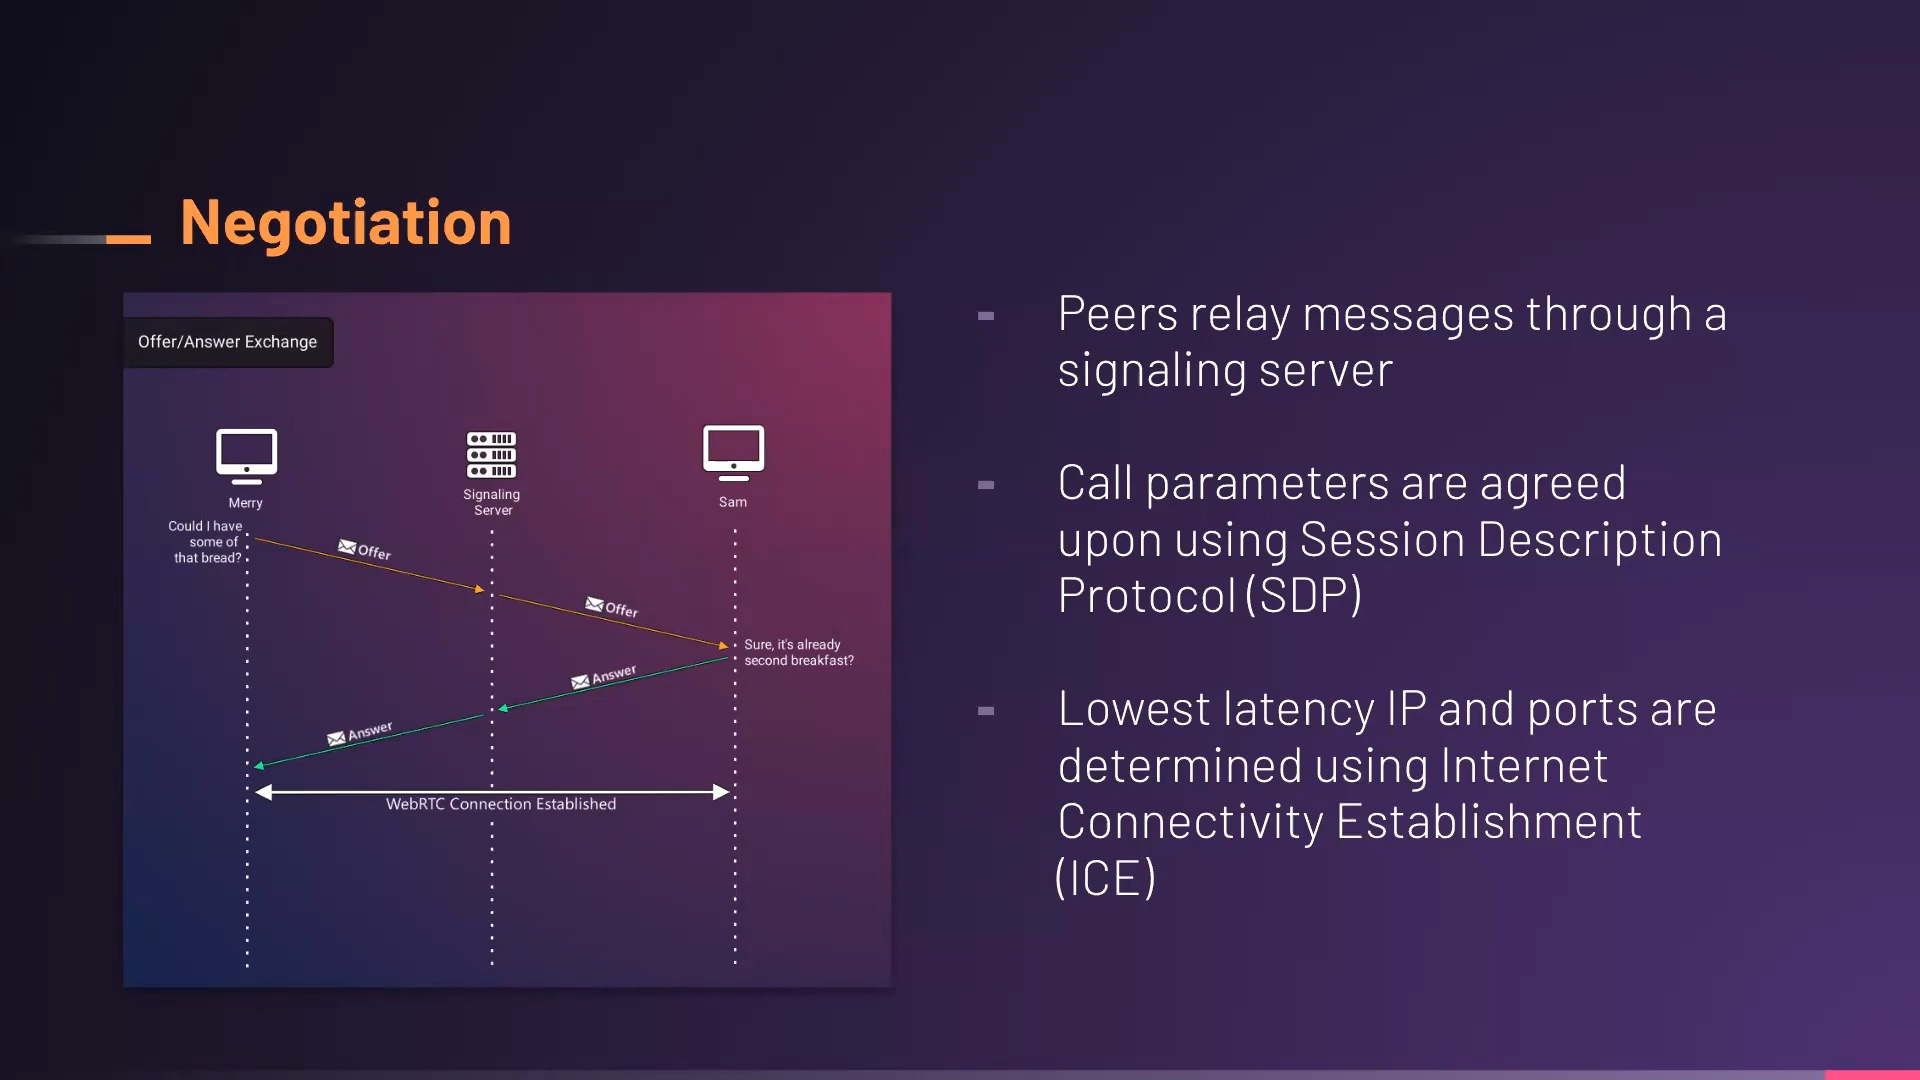 Negotiation
Offer/Answer Exchange
Merry
Signaling
Server
Sam
Could I have
some of
that bread?
Offer
Offer
Sure, it's already
second breakfast?
Answer
Answer
WebRTC Connection Established
Peers relay messages through a
signaling server
Call parameters are agreed
upon using Session Description
Protocol (SDP)
Lowest latency IP and ports are
determined using Internet
Connectivity Establishment
(ICE)